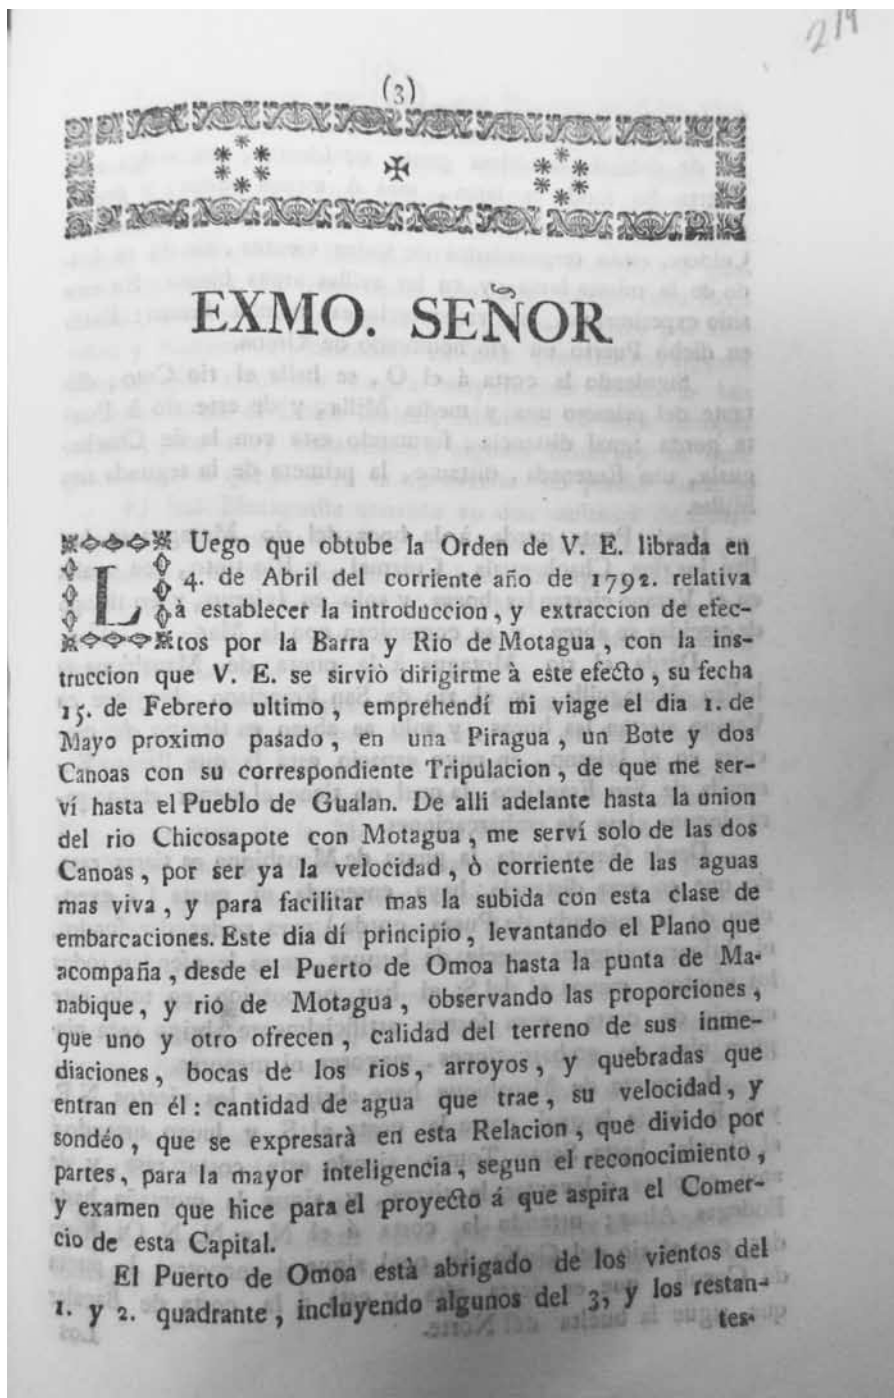 219
(3)
EXMO. SEÑOR
LUego que obtube la Orden de V. E. librada en
4. de Abril del corriente año de 1792. relativa
à establecer la introduccion, y extraccion de efec-
tos por la Barra y Rio de Motagua, con la ins-
truccion que V. E. se sirviò dirigirme à este efecto, su fecha
15. de Febrero ultimo, emprehendí mi viage el dia 1. de
Mayo proximo pasado, en una Piragua, un Bote y dos
Canoas con su correspondiente Tripulacion, de que me ser-
ví hasta el Pueblo de Gualan. De alli adelante hasta la union
del rio Chicosapote con Motagua, me serví solo de las dos
Canoas, por ser ya la velocidad, ò corriente de las aguas
mas viva, y para facilitar mas la subida con esta clase de
embarcaciones. Este dia dí principio, levantando el Plano que
acompaña, desde el Puerto de Omoa hasta la punta de Ma-
nabique, y rio de Motagua, observando las proporciones,
que uno y otro ofrecen, calidad del terreno de sus inme-
diaciones, bocas de los rios, arroyos, y quebradas que
entran en él: cantidad de agua que trae, su velocidad, y
sondéo, que se expresarà en esta Relacion, que divido por
partes, para la mayor inteligencia, segun el reconocimiento,
y examen que hice para el proyecto á que aspira el Comer-
cio de esta Capital.
El Puerto de Omoa està abrigado de los vientos del
1. y 2. quadrante, incluyendo algunos del 3, y los restan-
tes